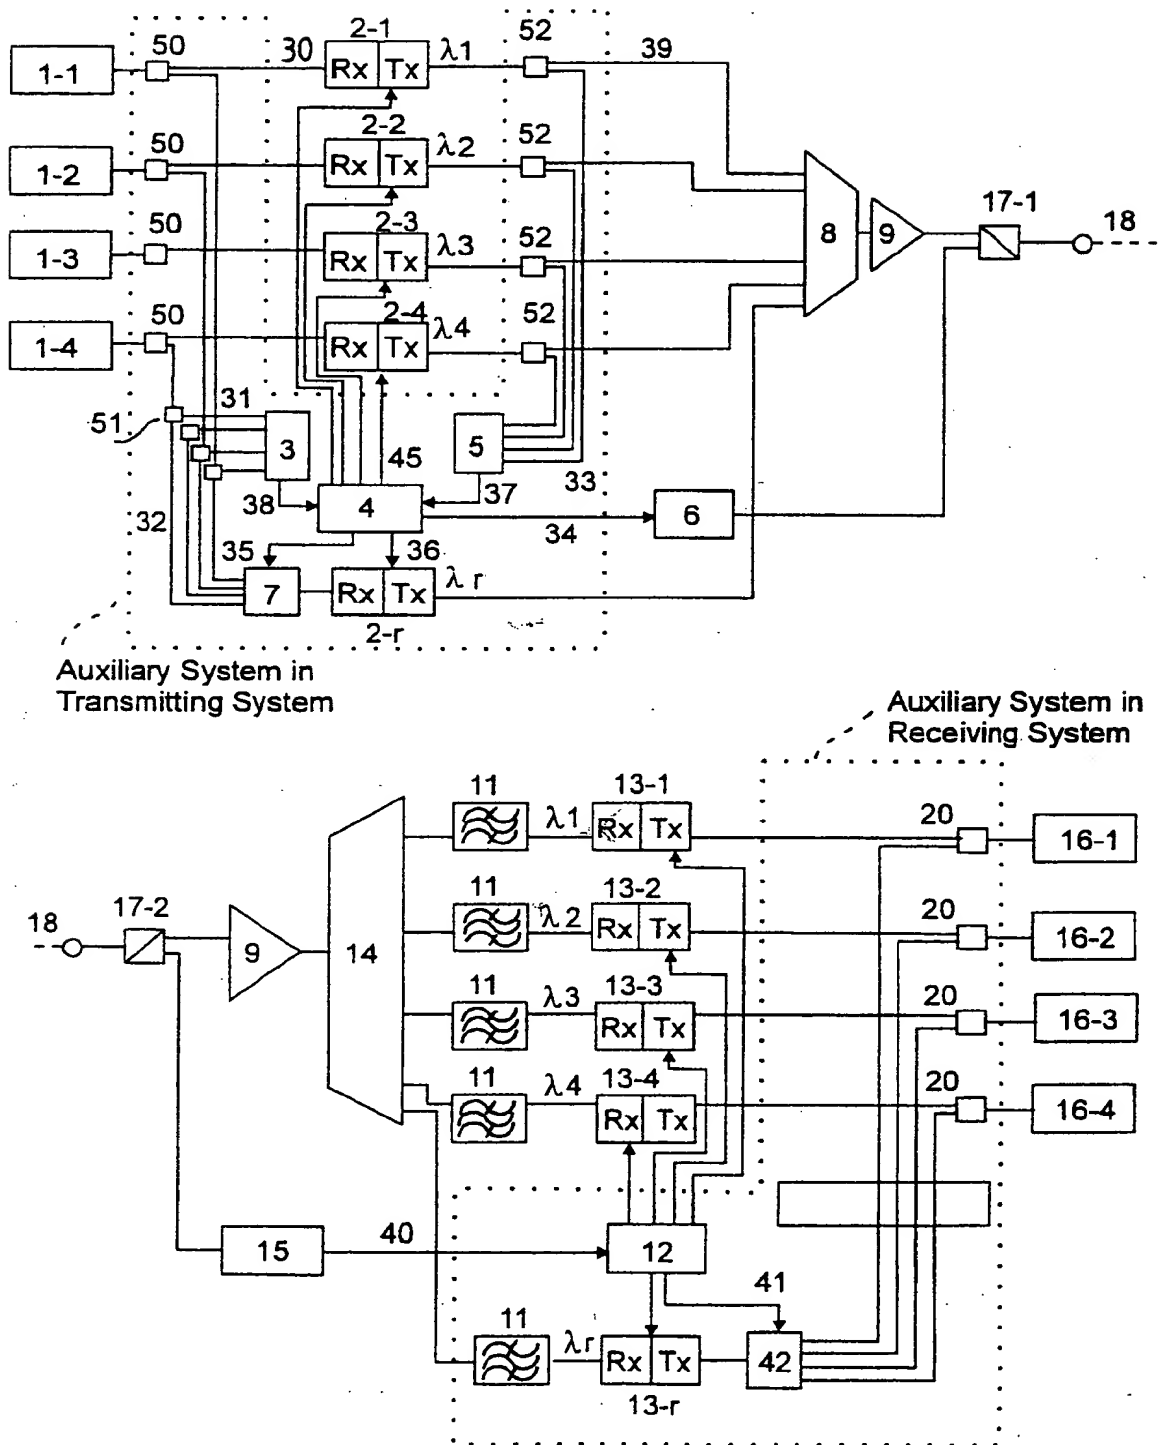 2-1
52
50
30
λ1
39
1-1
Rx
Tx
2-2
52
50
λ2
1-2
Rx
Tx
17-1
18
2-3
52
50
λ3
8
9
1-3
Rx
Tx
2-4
52
50
λ4
1-4
Rx
Tx
31
51
3
5
45
33
38
37
4
6
32
34
35
36
7
Rx
Tx
λr
2-r
Auxiliary System in
Transmitting System
Auxiliary System in
Receiving System
11
13-1
λ1
Rx
Tx
20
16-1
11
13-2
18
17-2
λ2
Rx
Tx
20
16-2
9
14
11
13-3
λ3
Rx
Tx
20
16-3
11
13-4
λ4
Rx
Tx
20
16-4
15
40
12
41
11
λr
Rx
Tx
42
13-r